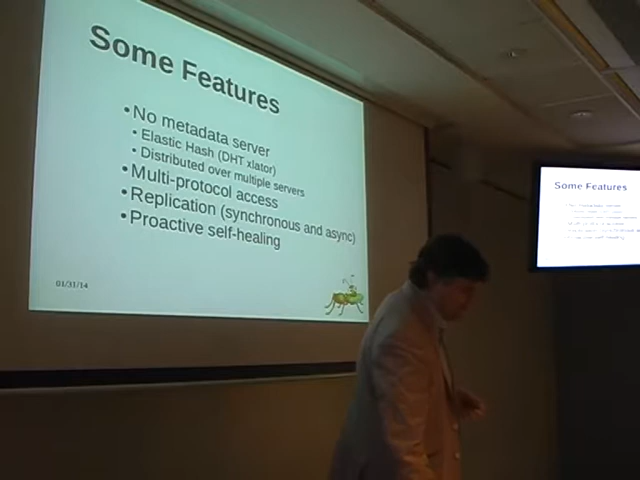 Some Features
•No metadata server
•Elastic Hash (DHT xlator)
•Distributed over multiple servers
•Multi-protocol access
•Replication (synchronous and async)
•Proactive self-healing
01/31/14
Some Features